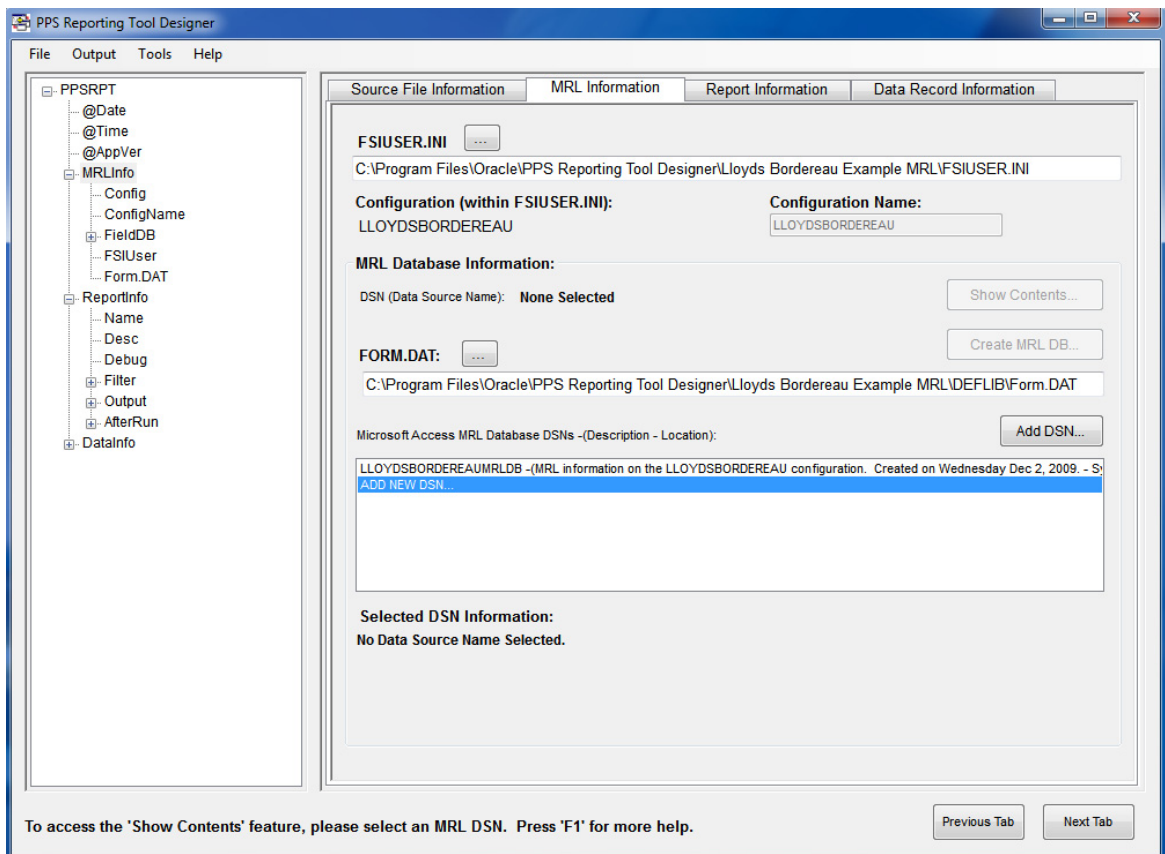 PPS Reporting Tool Designer
File Output Tools Help
PPSRPT
@Date
@Time
@AppVer
MRLInfo
Config
ConfigName
FieldDB
FSIUser
Form.DAT
ReportInfo
Name
Desc
Debug
Filter
Output
AfterRun
DataInfo
Source File Information MRL Information Report Information Data Record Information
FSIUSER.INI ...
C:\Program Files\Oracle\PPS Reporting Tool Designer\Lloyds Bordereau Example MRL\FSIUSER.INI
Configuration (within FSIUSER.INI): Configuration Name:
LLOYDSBORDEREAU LLOYDSBORDEREAU
MRL Database Information:
DSN (Data Source Name): None Selected Show Contents...
Create MRL DB...
FORM.DAT: ...
C:\Program Files\Oracle\PPS Reporting Tool Designer\Lloyds Bordereau Example MRL\DEFLIB\Form.DAT
Microsoft Access MRL Database DSNs -(Description - Location): Add DSN...
LLOYDSBORDEREAUMRLDB -(MRL information on the LLOYDSBORDEREAU configuration. Created on Wednesday Dec 2, 2009. - Sy
ADD NEW DSN...
Selected DSN Information:
No Data Source Name Selected.
To access the 'Show Contents' feature, please select an MRL DSN. Press 'F1' for more help. Previous Tab Next Tab